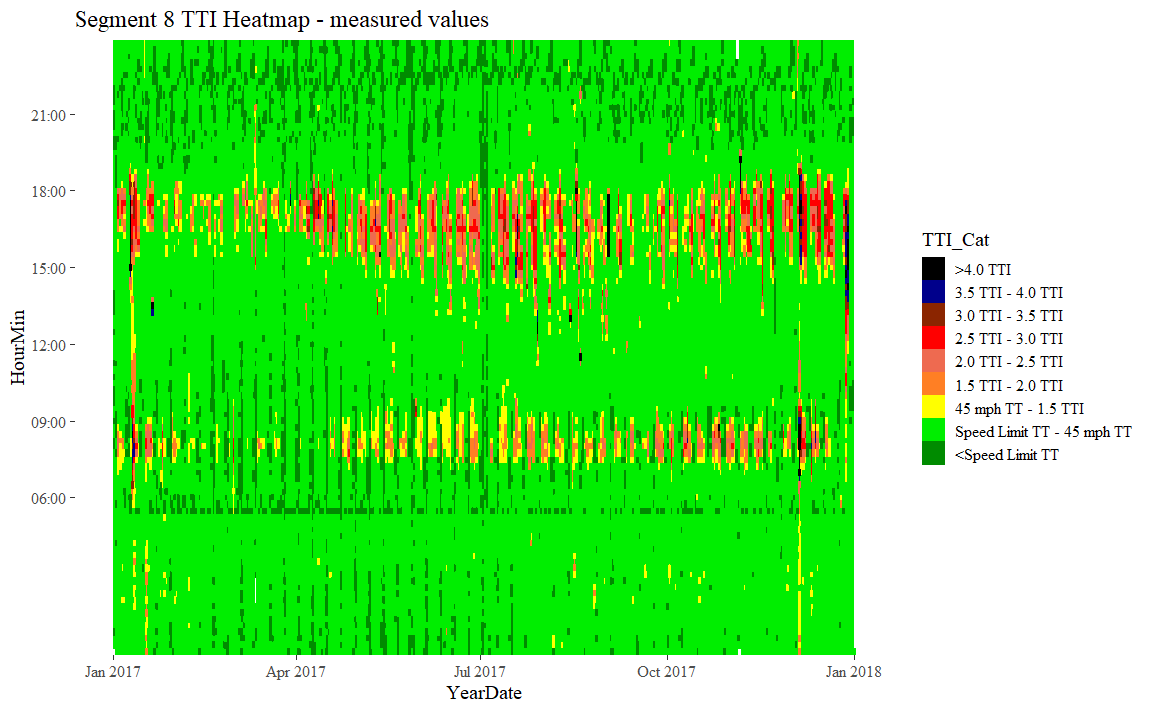 Segment 8 TTI Heatmap - measured values
HourMin
21:00
18:00
15:00
12:00
09:00
06:00
Jan 2017
Apr 2017
Jul 2017
Oct 2017
Jan 2018
YearDate
TTI_Cat
>4.0 TTI
3.5 TTI - 4.0 TTI
3.0 TTI - 3.5 TTI
2.5 TTI - 3.0 TTI
2.0 TTI - 2.5 TTI
1.5 TTI - 2.0 TTI
45 mph TT - 1.5 TTI
Speed Limit TT - 45 mph TT
<Speed Limit TT